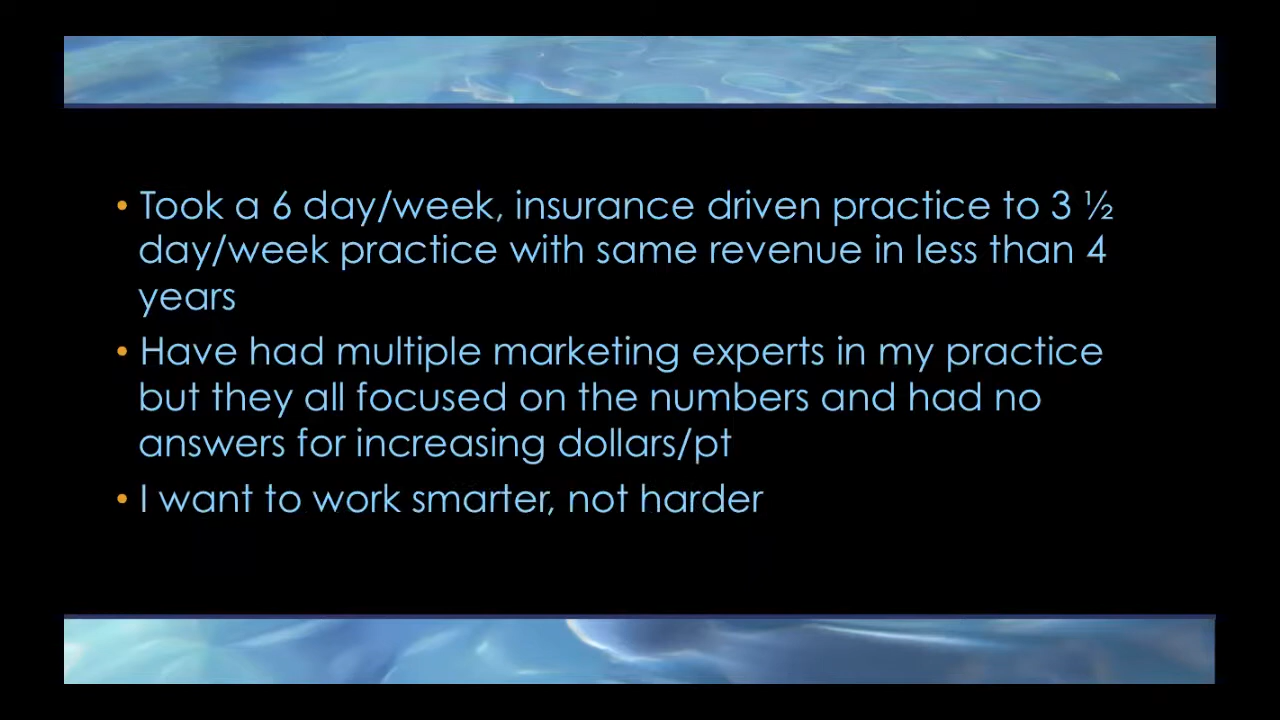 • Took a 6 day/week, insurance driven practice to 3 ½
day/week practice with same revenue in less than 4
years
• Have had multiple marketing experts in my practice
but they all focused on the numbers and had no
answers for increasing dollars/pt
• I want to work smarter, not harder